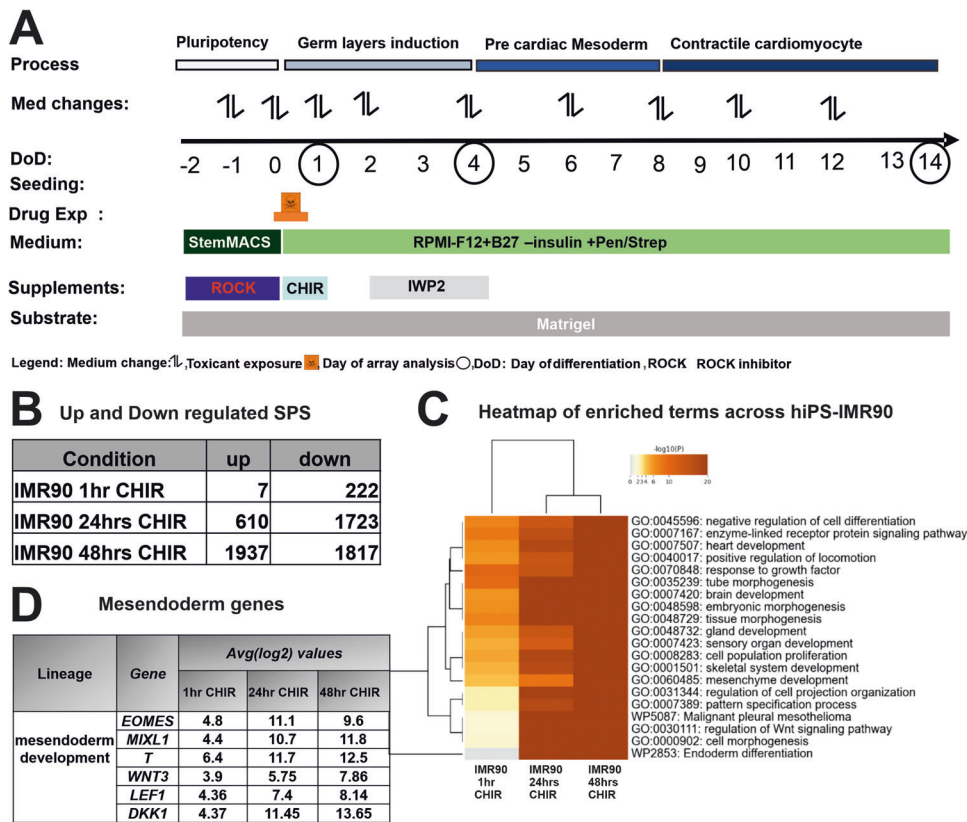 A
Process
Pluripotency
Germ layers induction
Pre cardiac Mesoderm
Contractile cardiomyocyte
Med changes:
DoD:
-2 -1 0 1 2 3 4 5 6 7 8 9 10 11 12 13 14
Seeding:
Drug Exp :
Medium:
StemMACS
RPMI-F12+B27 –insulin +Pen/Strep
Supplements:
ROCK
CHIR
IWP2
Substrate:
Matrigel
Legend: Medium change: ,Toxicant exposure , Day of array analysis ,DoD: Day of differentiation ,ROCK ROCK inhibitor
B
Up and Down regulated SPS
Condition up down
IMR90 1hr CHIR 7 222
IMR90 24hrs CHIR 610 1723
IMR90 48hrs CHIR 1937 1817
C
Heatmap of enriched terms across hiPS-IMR90
-log10(P)
0 2 3 4 6 10 20
GO:0045596: negative regulation of cell differentiation
GO:0007167: enzyme-linked receptor protein signaling pathway
GO:0007507: heart development
GO:0040017: positive regulation of locomotion
GO:0070848: response to growth factor
GO:0035239: tube morphogenesis
GO:0007420: brain development
GO:0048598: embryonic morphogenesis
GO:0048729: tissue morphogenesis
GO:0048732: gland development
GO:0007423: sensory organ development
GO:0008283: cell population proliferation
GO:0001501: skeletal system development
GO:0060485: mesenchyme development
GO:0031344: regulation of cell projection organization
GO:0007389: pattern specification process
WP5087: Malignant pleural mesothelioma
GO:0030111: regulation of Wnt signaling pathway
GO:0000902: cell morphogenesis
WP2853: Endoderm differentiation
IMR90 IMR90 IMR90
1hr 24hrs 48hrs
CHIR CHIR CHIR
D
Mesendoderm genes
Lineage
Gene
Avg(log2) values
1hr CHIR 24hr CHIR 48hr CHIR
mesendoderm
development
EOMES 4.8 11.1 9.6
MIXL1 4.4 10.7 11.8
T 6.4 11.7 12.5
WNT3 3.9 5.75 7.86
LEF1 4.36 7.4 8.14
DKK1 4.37 11.45 13.65